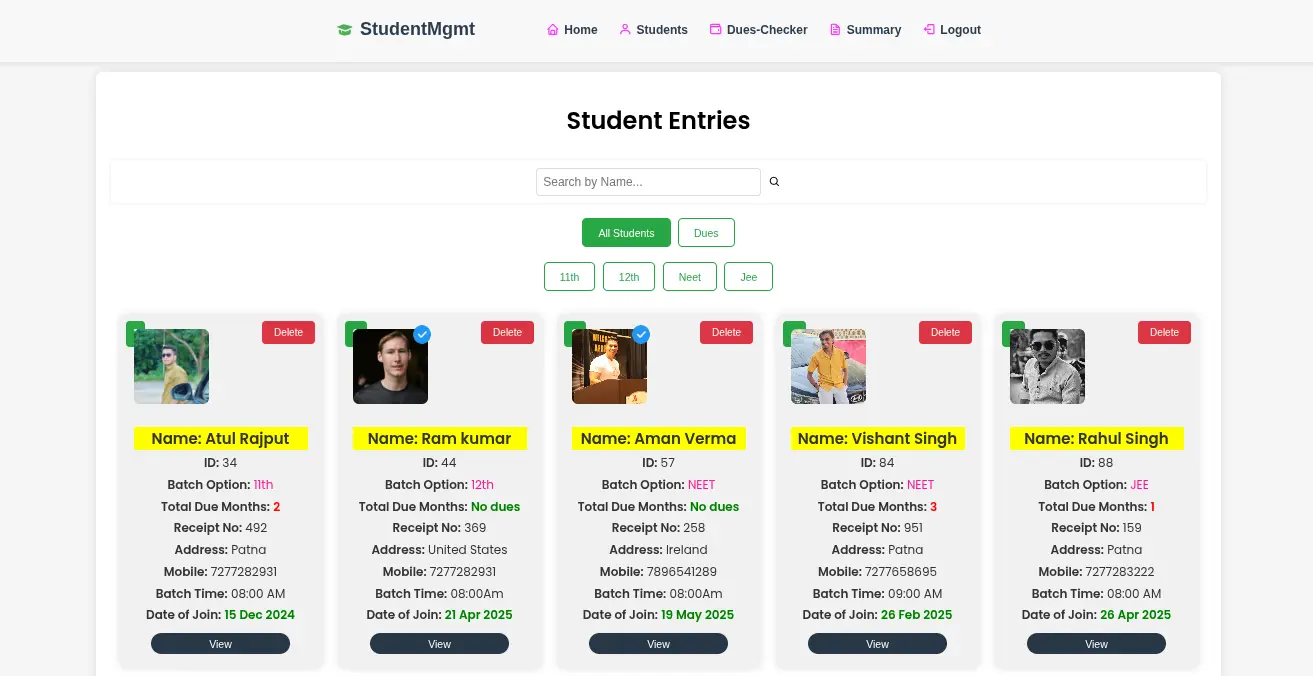 StudentMgmt Home Students Dues-Checker Summary Logout
Student Entries
Search by Name...
All Students Dues
11th 12th Neet Jee
Delete
Name: Atul Rajput
ID: 34
Batch Option: 11th
Total Due Months: 2
Receipt No: 492
Address: Patna
Mobile: 7277282931
Batch Time: 08:00 AM
Date of Join: 15 Dec 2024
View
Delete
Name: Ram kumar
ID: 44
Batch Option: 12th
Total Due Months: No dues
Receipt No: 369
Address: United States
Mobile: 7277282931
Batch Time: 08:00Am
Date of Join: 21 Apr 2025
View
Delete
Name: Aman Verma
ID: 57
Batch Option: NEET
Total Due Months: No dues
Receipt No: 258
Address: Ireland
Mobile: 7896541289
Batch Time: 08:00Am
Date of Join: 19 May 2025
View
Delete
Name: Vishant Singh
ID: 84
Batch Option: NEET
Total Due Months: 3
Receipt No: 951
Address: Patna
Mobile: 7277658695
Batch Time: 09:00 AM
Date of Join: 26 Feb 2025
View
Delete
Name: Rahul Singh
ID: 88
Batch Option: JEE
Total Due Months: 1
Receipt No: 159
Address: Patna
Mobile: 7277283222
Batch Time: 08:00 AM
Date of Join: 26 Apr 2025
View